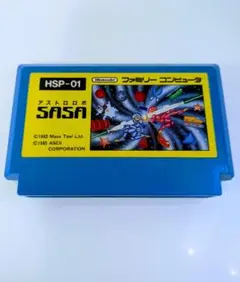 HSP-01
Nintendo
ファミリー コンピュータ
アストロロボ
SASA
©1983 Mass Tael Ltd.
©1985 ASCII
CORPORATION